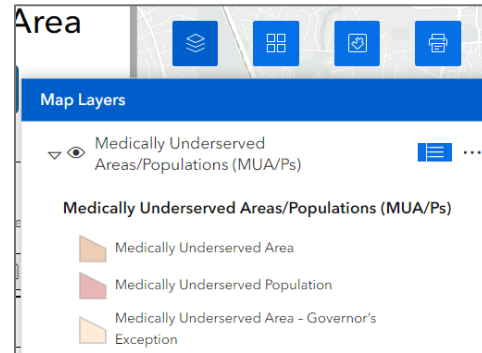 Area
Map Layers
Medically Underserved
Areas/Populations (MUA/Ps)
Medically Underserved Areas/Populations (MUA/Ps)
Medically Underserved Area
Medically Underserved Population
Medically Underserved Area – Governor's
Exception